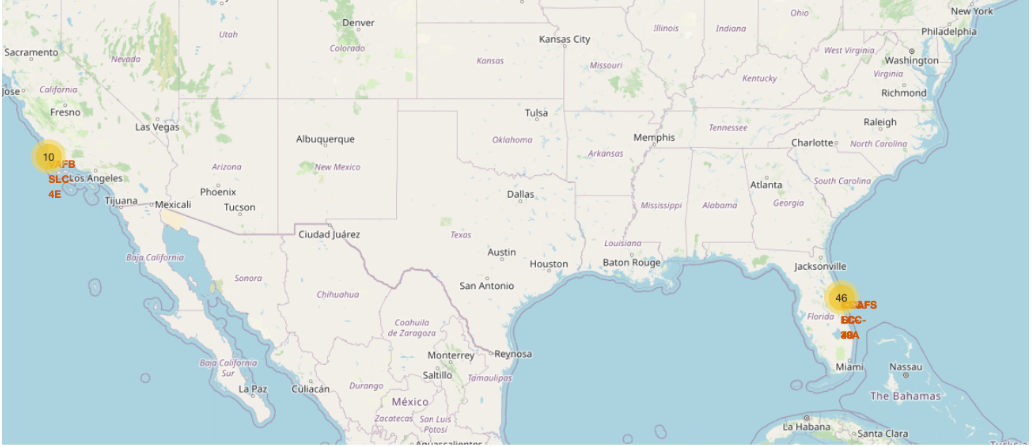 New York
Ohio
Denver
Illinois
Indiana
Philadelphia
Utah
Kansas City
Colorado
West Virginia
Sacramento
Nevada
Kansas
Missouri
Washington
Virginia
Kentucky
Jose
California
Richmond
Fresno
Tulsa
Las Vegas
Raleigh
Albuquerque
Memphis
Tennessee
Charlotte
North Carolina
Oklahoma
Arkansas
10
AFB
SLC-
4E
Los Angeles
Arizona
New Mexico
Phoenix
Dallas
Atlanta
South Carolina
Tijuana
Mexicali
Tucson
Mississippi
Alabama
Georgia
Ciudad Juárez
Texas
Louisiana
Austin
Baja California
Houston
Baton Rouge
Jacksonville
Sonora
San Antonio
Chihuahua
46
AFS
Florida
Coahuila
de Zaragoza
Monterrey
Reynosa
Baja California
Sur
Miami
Nassau
Saltillo
Tamaulipas
La Paz
Culiacán
Durango
The Bahamas
México
Zacatecas
San Luis
Potosí
La Habana
Santa Clara
Aguascalientes